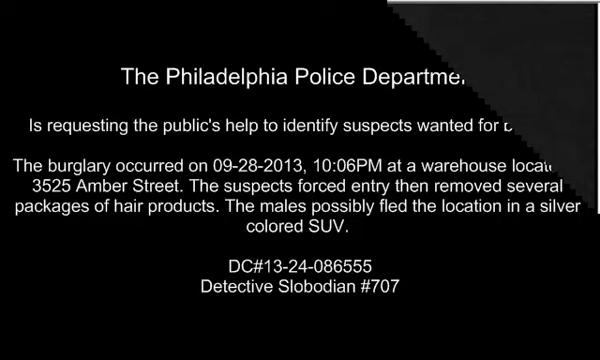 The Philadelphia Police
Is requesting the public's help to identify suspects wanted for
The burglary occurred on 09-28-2013, 10:06PM at a warehouse
3525 Amber Street. The suspects forced entry then removed several
packages of hair products. The males possibly fled the location in a silver
colored SUV.
DC#13-24-086555
Detective Slobodian #707